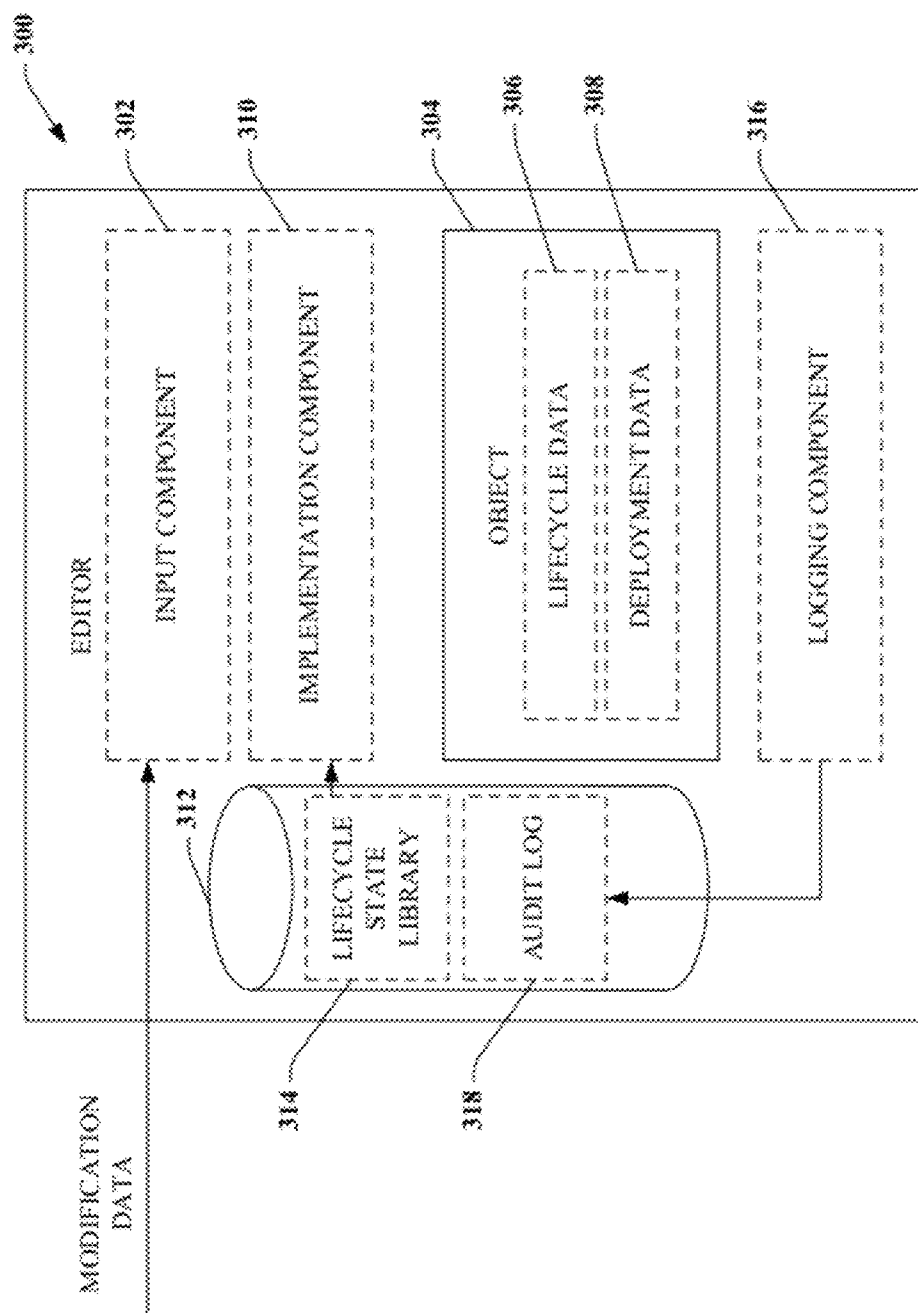 300
EDITOR
302
INPUT COMPONENT
310
IMPLEMENTATION COMPONENT
MODIFICATION
DATA
312
314
LIFECYCLE
STATE
LIBRARY
318
AUDIT LOG
304
OBJECT
306
LIFECYCLE DATA
308
DEPLOYMENT DATA
316
LOGGING COMPONENT